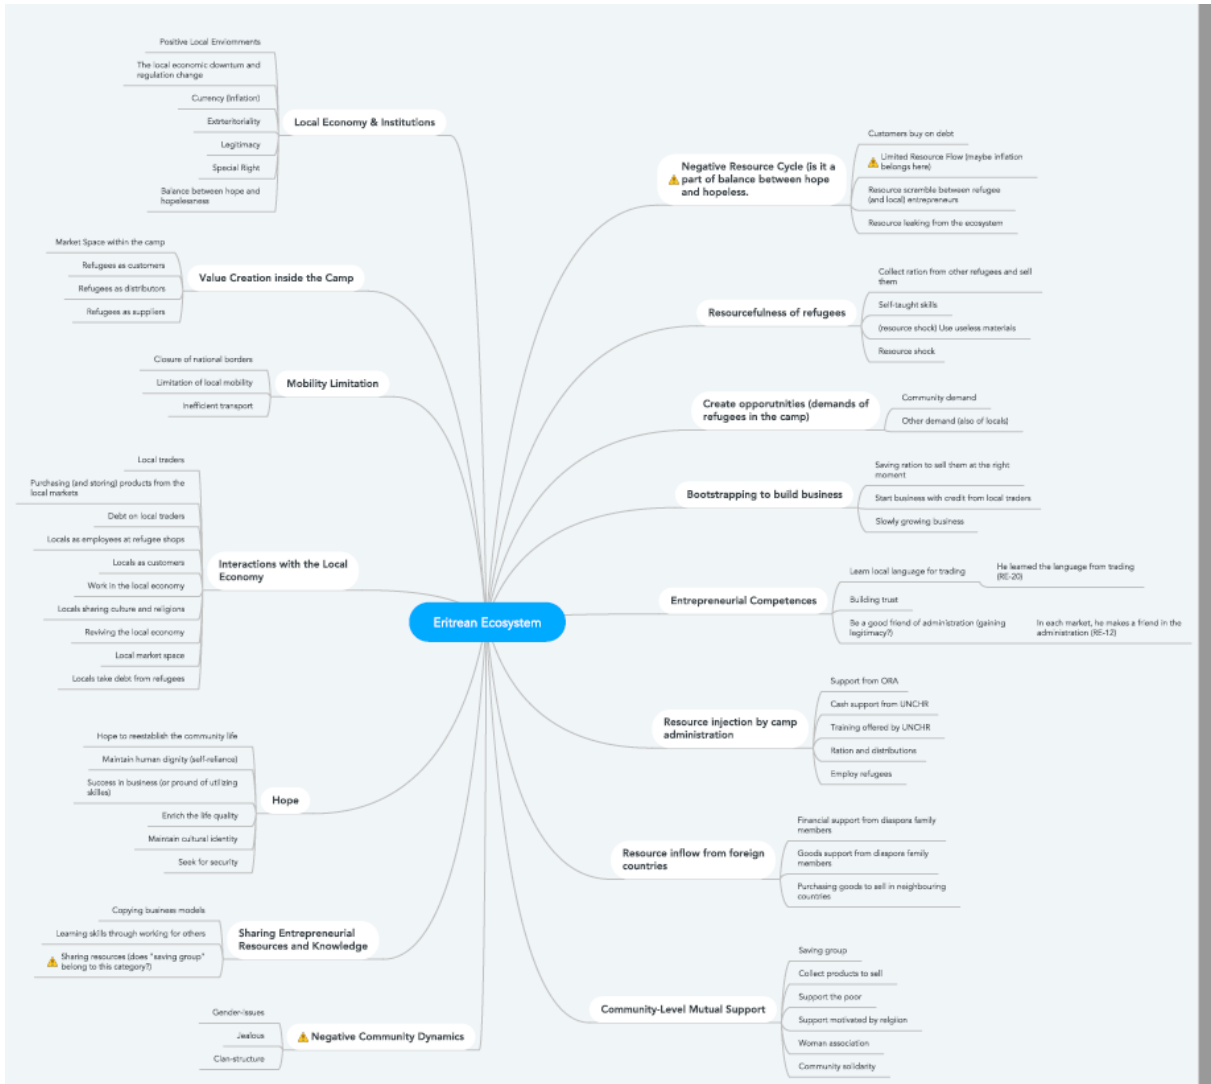 Positive Local Enviornments
The local economic downturn and
regulation change
Currency (Inflation)
Extrteritoriality
Legitimacy
Special Right
Balance between hope and
hopelessness
Local Economy & Institutions
Market Space within the camp
Refugees as customers
Refugees as distributors
Refugees as suppliers
Value Creation inside the Camp
Closure of national borders
Limitation of local mobility
Inefficient transport
Mobility Limitation
Local traders
Purchasing (and storing) products from the
local markets
Debt on local traders
Locals as employees at refugee shops
Locals as customers
Work in the local economy
Locals sharing culture and religions
Reviving the local economy
Local market space
Locals take debt from refugees
Interactions with the Local
Economy
Hope to reestablish the community life
Maintain human dignity (self-reliance)
Success in business (or pround of utilizing
skilles)
Enrich the life quality
Maintain cultural identity
Seek for security
Hope
Copying business models
Learning skills through working for others
Sharing resources (does "saving group"
belong to this category?)
Sharing Entrepreneurial
Resources and Knowledge
Gender-issues
Jealous
Clan-structure
Negative Community Dynamics
Eritrean Ecosystem
Negative Resource Cycle (is it a
part of balance between hope
and hopeless.
Customers buy on debt
Limited Resource Flow (maybe inflation
belongs here)
Resource scramble between refugee
(and local) entrepreneurs
Resource leaking from the ecosystem
Resourcefulness of refugees
Collect ration from other refugees and sell
them
Self-taught skills
(resource shock) Use useless materials
Resource shock
Create opporutnities (demands of
refugees in the camp)
Community demand
Other demand (also of locals)
Bootstrapping to build business
Saving ration to sell them at the right
moment
Start business with credit from local traders
Slowly growing business
Entrepreneurial Competences
Learn local language for trading
He learned the language from trading
(RE-20)
Building trust
Be a good friend of administration (gaining
legitimacy?)
In each market, he makes a friend in the
administration (RE-12)
Resource injection by camp
administration
Support from ORA
Cash support from UNCHR
Training offered by UNCHR
Ration and distributions
Employ refugees
Resource inflow from foreign
countries
Financial support from diaspora family
members
Goods support from diaspora family
members
Purchasing goods to sell in neighbouring
countries
Community-Level Mutual Support
Saving group
Collect products to sell
Support the poor
Support motivated by relgiion
Woman association
Community solidarity